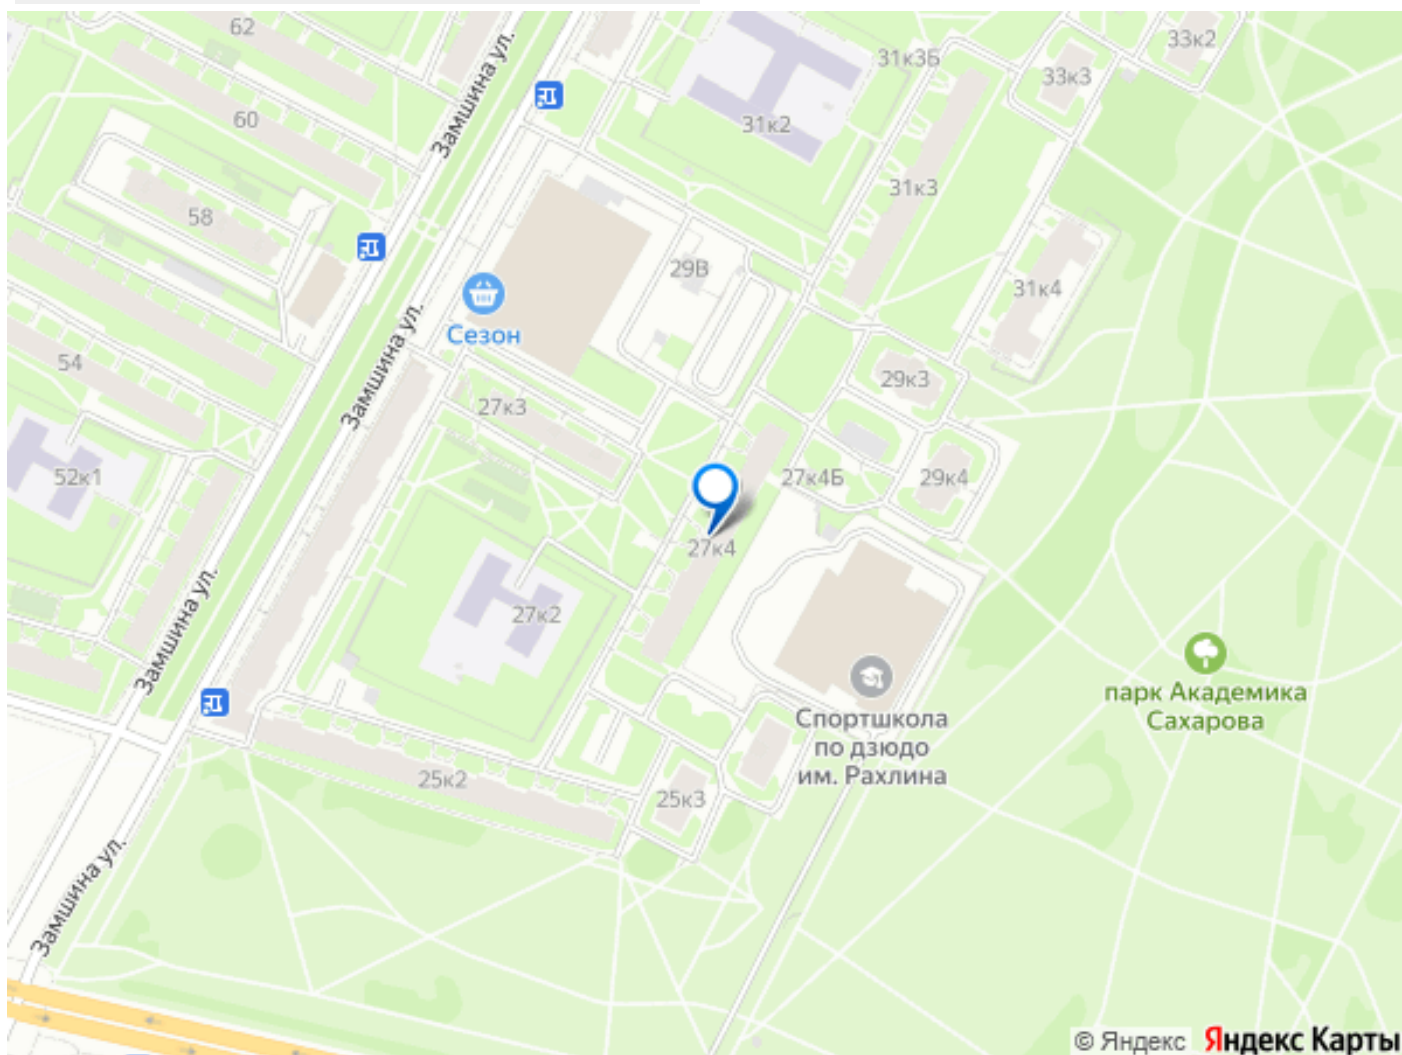 62
33к2
31к3Б
33к3
Замшина ул.
60
31к2
31к3
58
29В
31к4
Сезон
Замшина ул.
54
29к3
27к3
52к1
27к4Б
29к4
27к4
27к2
Замшина ул.
парк Академика
Сахарова
Спортшкола
по дзюдо
им. Рахлина
25к2
25к3
Замшина ул.
© Яндекс Яндекс Карты